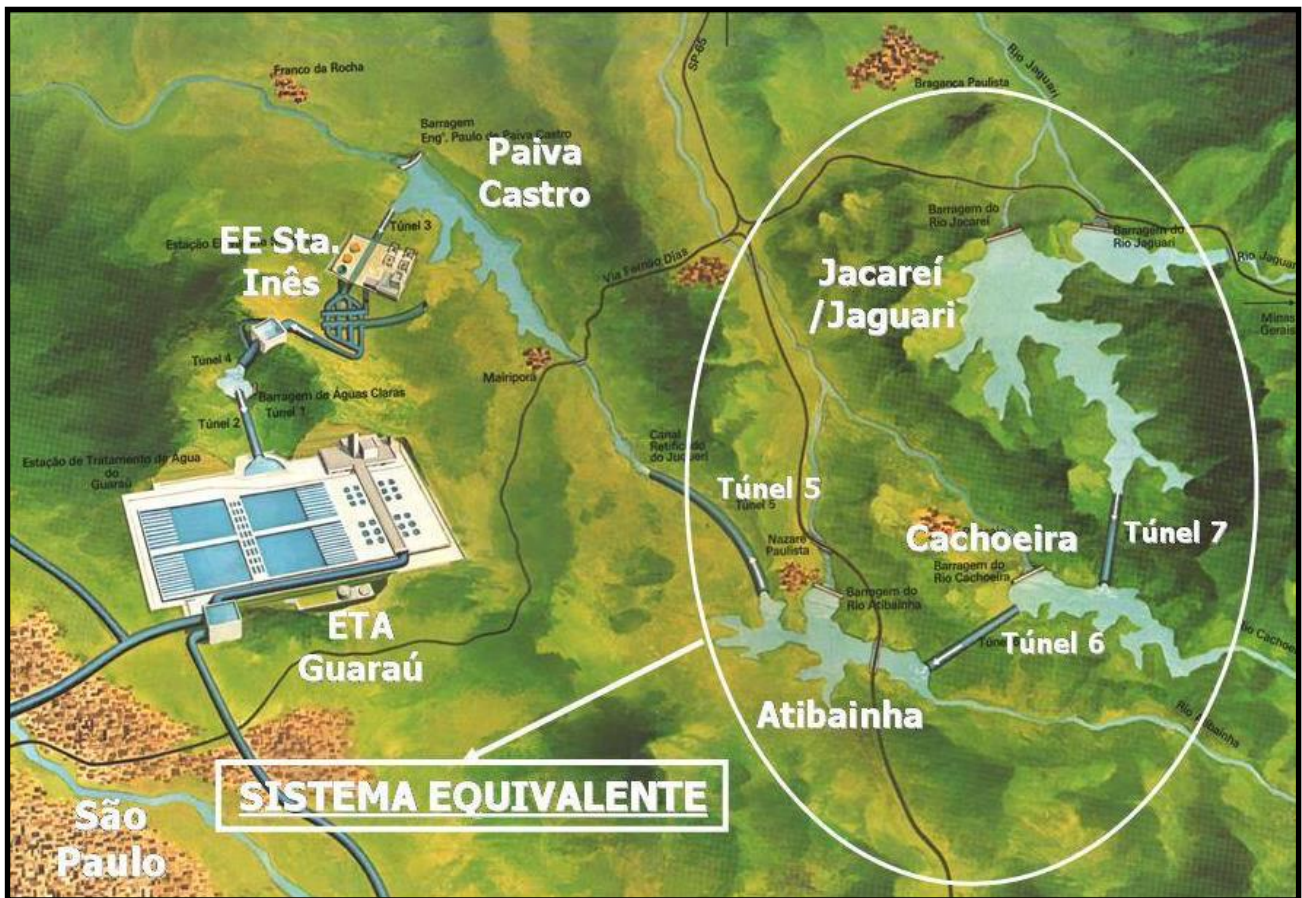 Franco da Rocha
Barragem
Engº. Paulo de Paiva Castro
Paiva
Castro
Túnel 3
EE Sta.
Inês
Túnel 4
Barragem de Águas Claras
Túnel 1
Túnel 2
Estação de Tratamento de Água
do
Guaraú
ETA
Guaraú
São
Paulo
SISTEMA EQUIVALENTE
Mairiporã
Via Fernão Dias
SP-65
Bragança Paulista
Rio Jaguari
Barragem do
Rio Jacareí
Barragem do
Rio Jaguari
Rio Jaguari
Minas
Gerais
Jacareí
/Jaguari
Canal
Retificado
do Juqueri
Túnel 5
Túnel 5
Nazaré
Paulista
Barragem do
Rio Atibainha
Cachoeira
Barragem do
Rio Cachoeira
Túnel 7
Túnel 6
Atibainha
Rio Atibainha